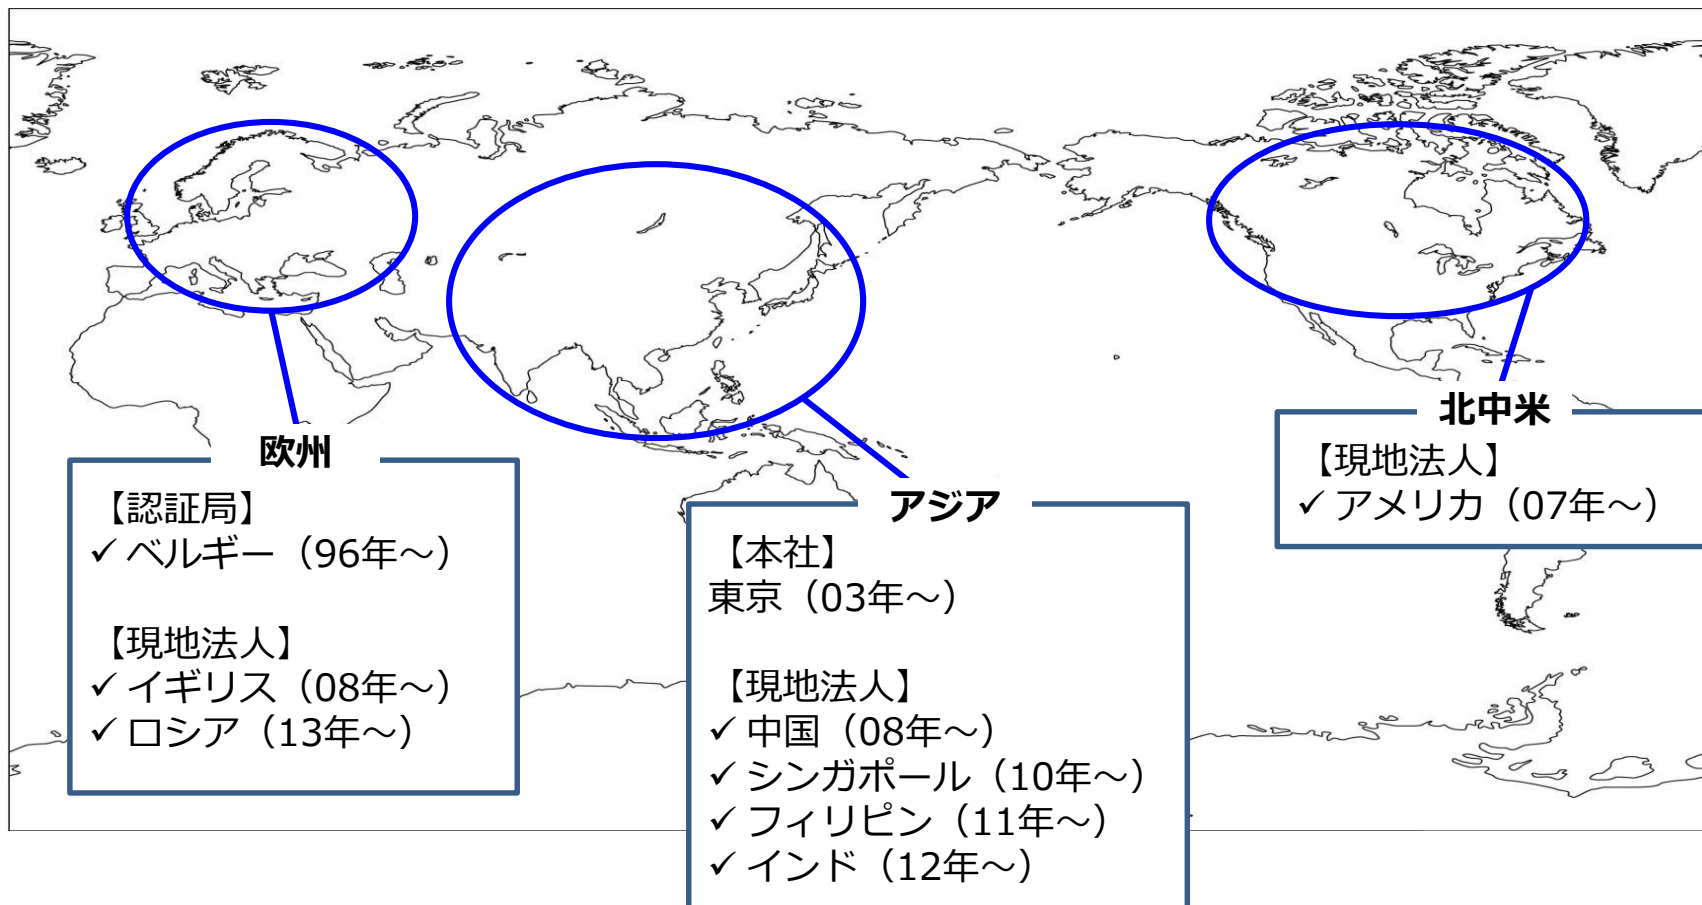 欧州
【認証局】
✓ベルギー（96年～）
【現地法人】
✓イギリス（08年～）
✓ロシア（13年～）
アジア
【本社】
東京（03年～）
【現地法人】
✓中国（08年～）
✓シンガポール（10年～）
✓フィリピン（11年～）
✓インド（12年～）
北中米
【現地法人】
✓アメリカ（07年～）